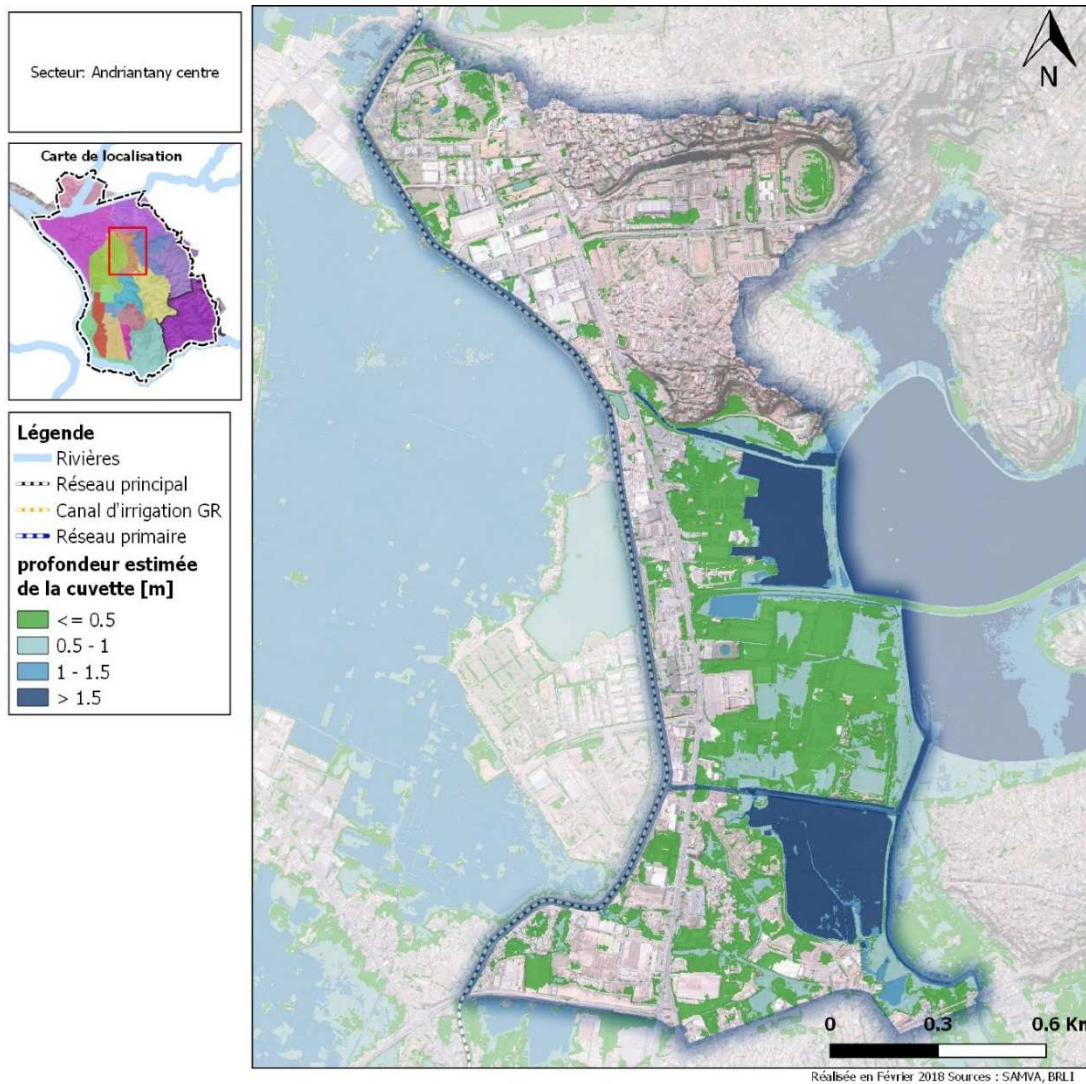 Secteur: Andriantany centre
Carte de localisation
Légende
Rivières
Réseau principal
Canal d'irrigation GR
Réseau primaire
profondeur estimée
de la cuvette [m]
<= 0.5
0.5 - 1
1 - 1.5
> 1.5
N
0 0.3 0.6 Km
Réalisée en Février 2018 Sources : SAMVA, BRLI